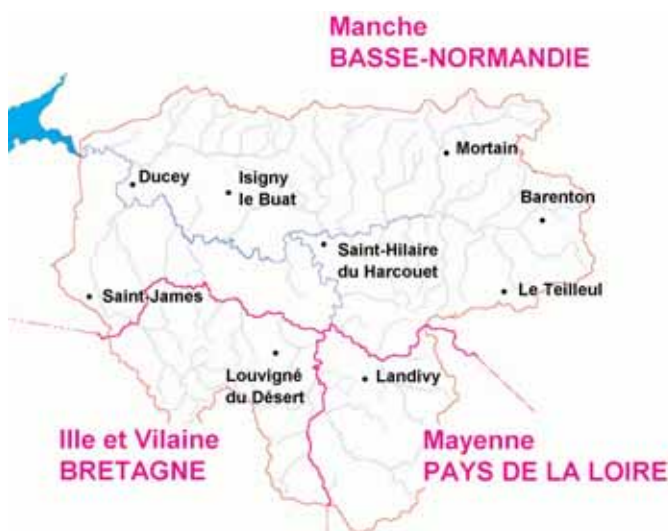 Manche
BASSE-NORMANDIE
Mortain
Ducey
Isigny
le Buat
Barenton
Saint-Hilaire
du Harcouet
Saint-James
Le Teilleul
Louvigné
du Désert
Landivy
Ille et Vilaine
BRETAGNE
Mayenne
PAYS DE LA LOIRE